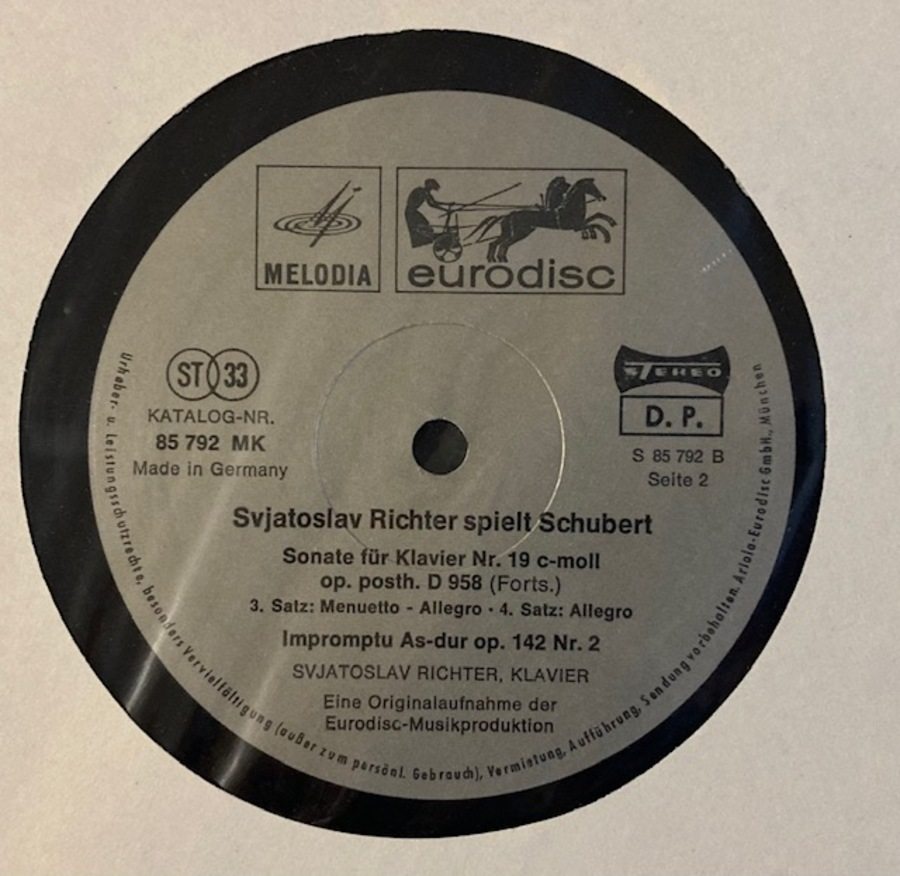 MELODIA
eurodisc
ST 33
KATALOG-NR.
85 792 MK
Made in Germany
STEREO
D. P.
S 85 792 B
Seite 2
Svjatoslav Richter spielt Schubert
Sonate für Klavier Nr. 19 c-moll
op. posth. D 958 (Forts.)
3. Satz: Menuetto - Allegro · 4. Satz: Allegro
Impromptu As-dur op. 142 Nr. 2
SVJATOSLAV RICHTER, KLAVIER
Eine Originalaufnahme der
Eurodisc-Musikproduktion
Urheber- u. Leistungsschutzrechte, besonders Vervielfältigung (außer zum persönl. Gebrauch), Vermietung, Aufführung, Sendung vorbehalten. Ariola-Eurodisc GmbH., München